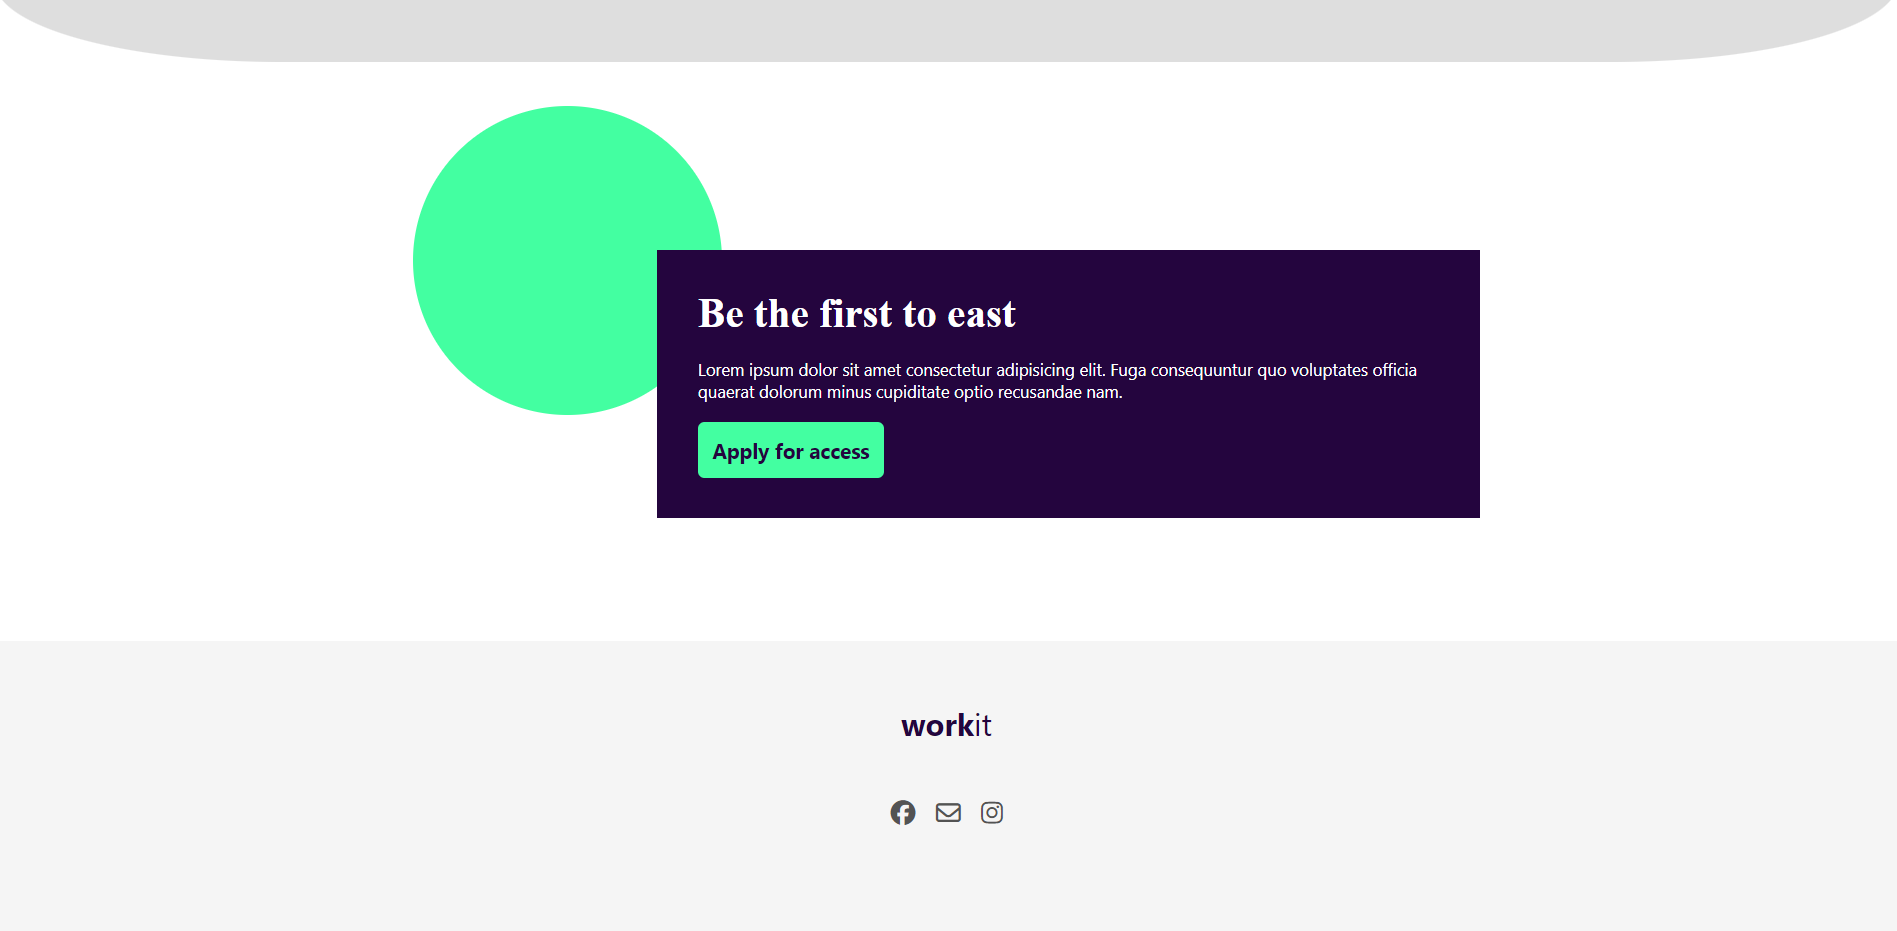 Be the first to east
Lorem ipsum dolor sit amet consectetur adipisicing elit. Fuga consequuntur quo voluptates officia
quaerat dolorum minus cupiditate optio recusandae nam.
Apply for access
workit